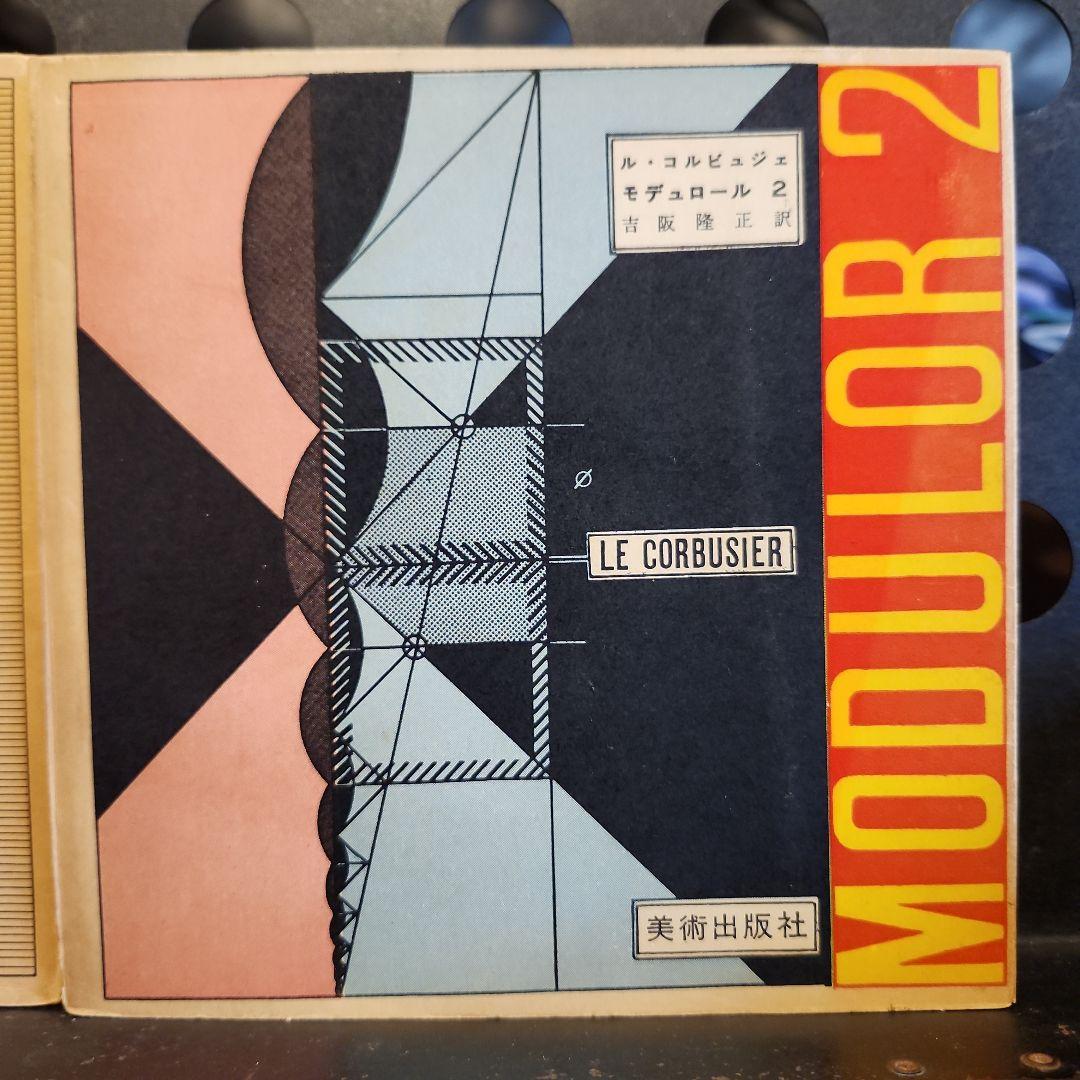 ル・コルビュジェ
モデュロール 2
吉阪隆正訳
MODULOR 2
ø
LE CORBUSIER
美術出版社